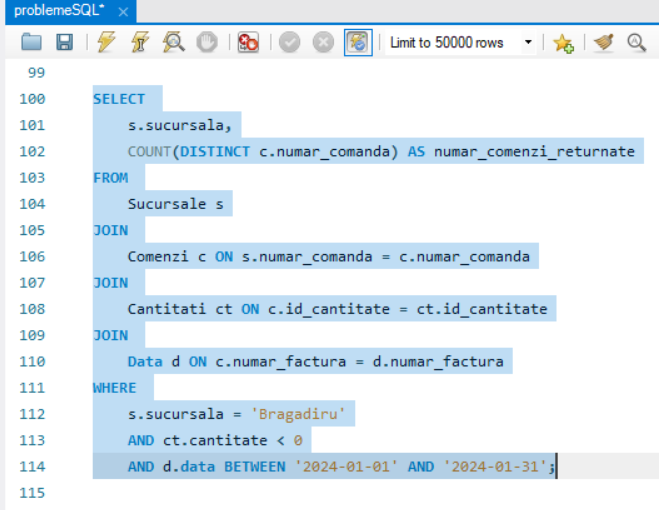 problemeSQL* ×
Limit to 50000 rows
99
100 SELECT
101 s.sucursala,
102 COUNT(DISTINCT c.numar_comanda) AS numar_comenzi_returnate
103 FROM
104 Sucursale s
105 JOIN
106 Comenzi c ON s.numar_comanda = c.numar_comanda
107 JOIN
108 Cantitati ct ON c.id_cantitate = ct.id_cantitate
109 JOIN
110 Data d ON c.numar_factura = d.numar_factura
111 WHERE
112 s.sucursala = 'Bragadiru'
113 AND ct.cantitate < 0
114 AND d.data BETWEEN '2024-01-01' AND '2024-01-31';
115